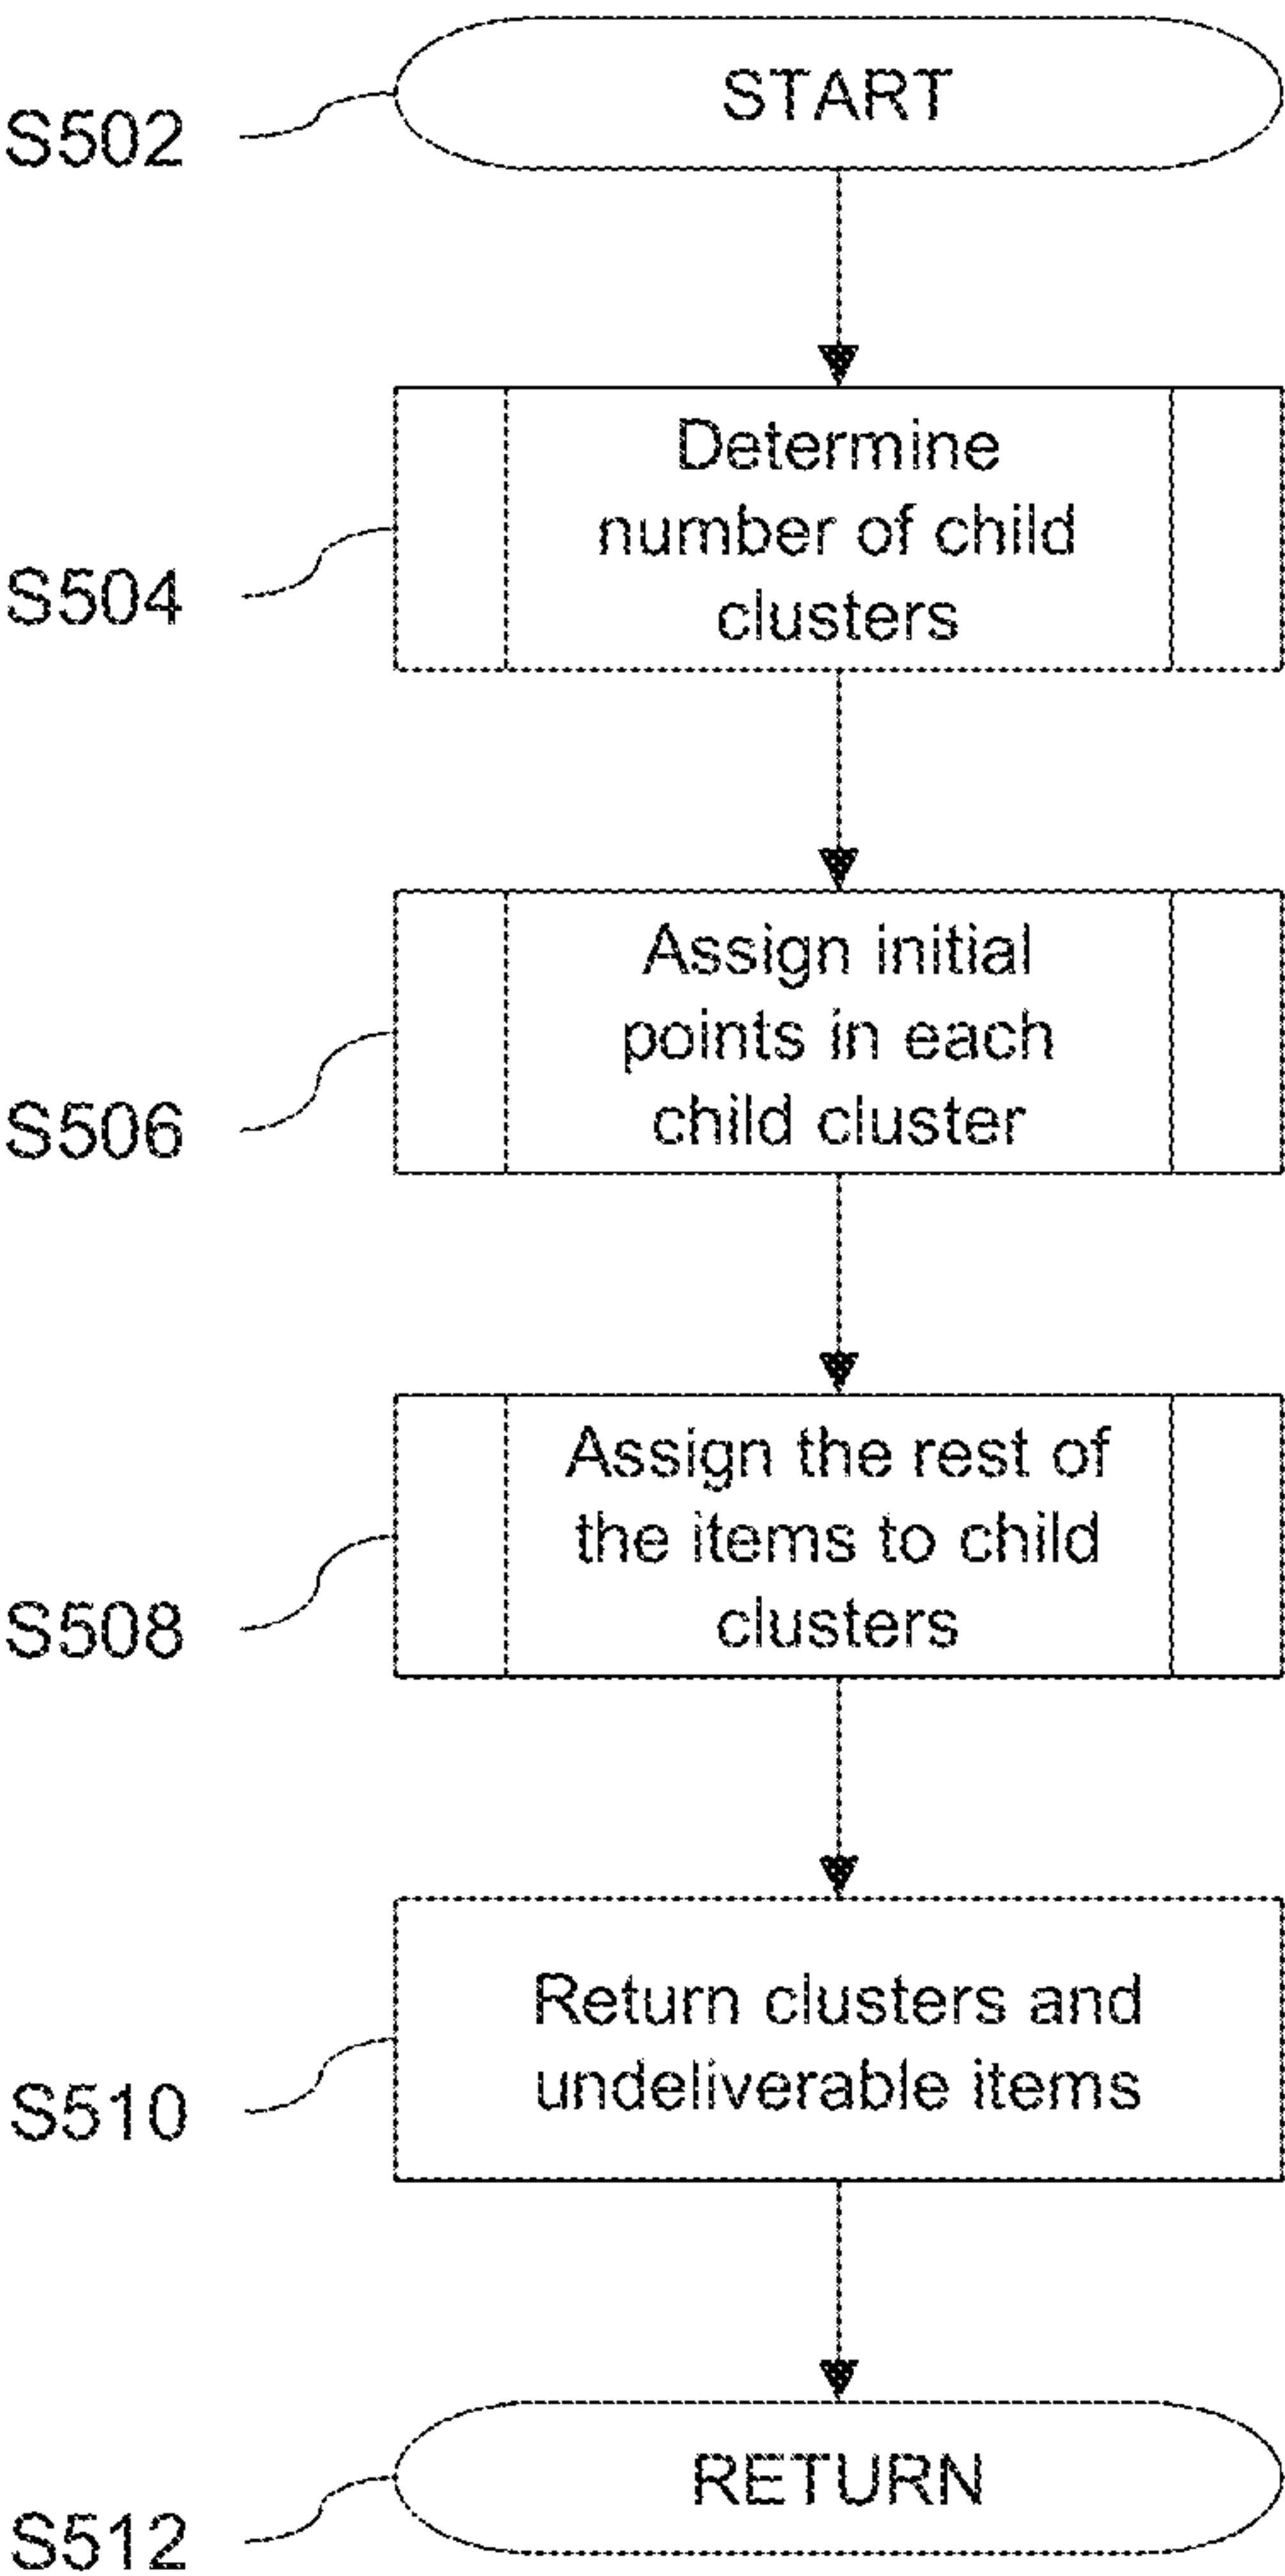 S502
START
S504
Determine
number of child
clusters
S506
Assign initial
points in each
child cluster
S508
Assign the rest of
the items to child
clusters
S510
Return clusters and
undeliverable items
S512
RETURN